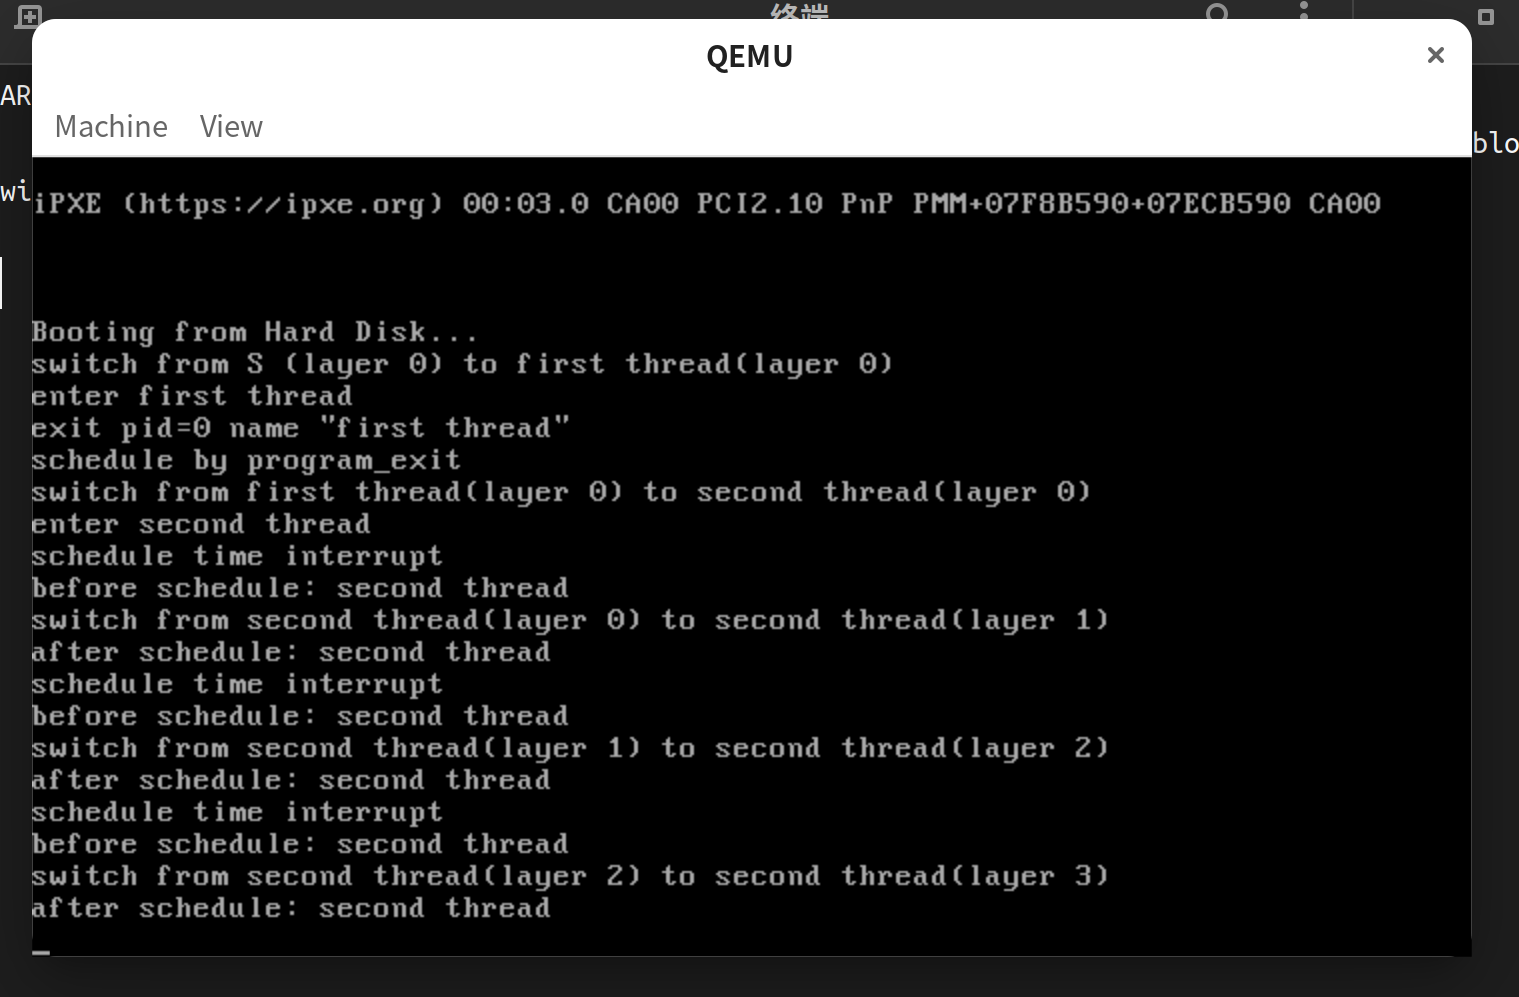 终端
QEMU
Machine View
AR
blo
wi
iPXE (https://ipxe.org) 00:03.0 CA00 PCI2.10 PnP PMM+07F8B590+07ECB590 CA00
Booting from Hard Disk...
switch from S (layer 0) to first thread(layer 0)
enter first thread
exit pid=0 name "first thread"
schedule by program_exit
switch from first thread(layer 0) to second thread(layer 0)
enter second thread
schedule time interrupt
before schedule: second thread
switch from second thread(layer 0) to second thread(layer 1)
after schedule: second thread
schedule time interrupt
before schedule: second thread
switch from second thread(layer 1) to second thread(layer 2)
after schedule: second thread
schedule time interrupt
before schedule: second thread
switch from second thread(layer 2) to second thread(layer 3)
after schedule: second thread